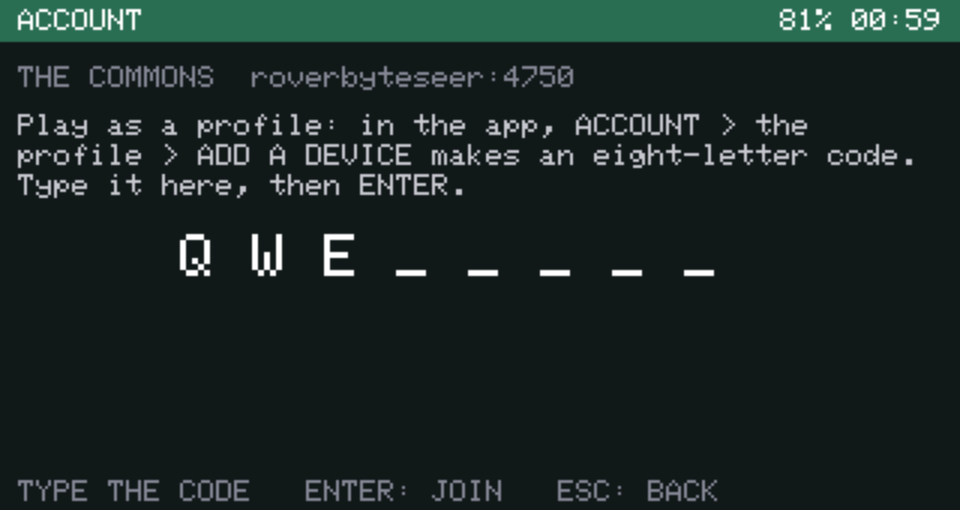 ACCOUNT 81% 00:59
THE COMMONS roverbyteseer:4750
Play as a profile: in the app, ACCOUNT > the
profile > ADD A DEVICE makes an eight-letter code.
Type it here, then ENTER.
Q W E _ _ _ _ _
TYPE THE CODE ENTER: JOIN ESC: BACK